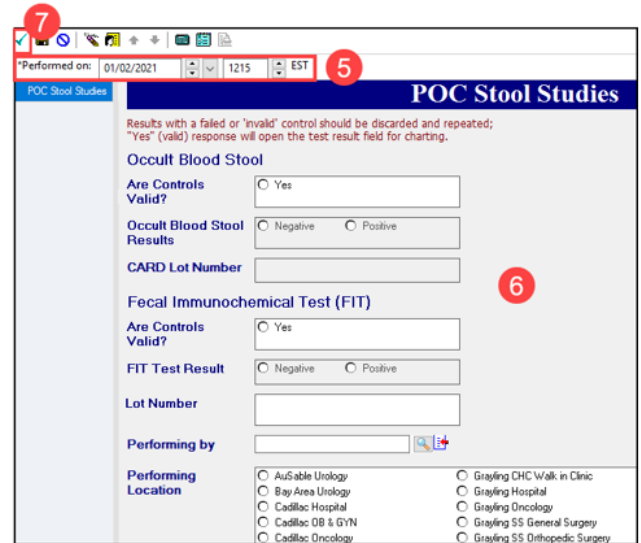 7
*Performed on: 01/02/2021 1215 EST 5
POC Stool Studies
POC Stool Studies
Results with a failed or 'invalid' control should be discarded and repeated;
"Yes" (valid) response will open the test result field for charting.
Occult Blood Stool
Are Controls Valid? Yes
Occult Blood Stool Results Negative Positive
CARD Lot Number
6
Fecal Immunochemical Test (FIT)
Are Controls Valid? Yes
FIT Test Result Negative Positive
Lot Number
Performing by
Performing Location
AuSable Urology Grayling CHC Walk in Clinic
Bay Area Urology Grayling Hospital
Cadillac Hospital Grayling Oncology
Cadillac OB & GYN Grayling SS General Surgery
Cadillac Oncology Grayling SS Orthopedic Surgery